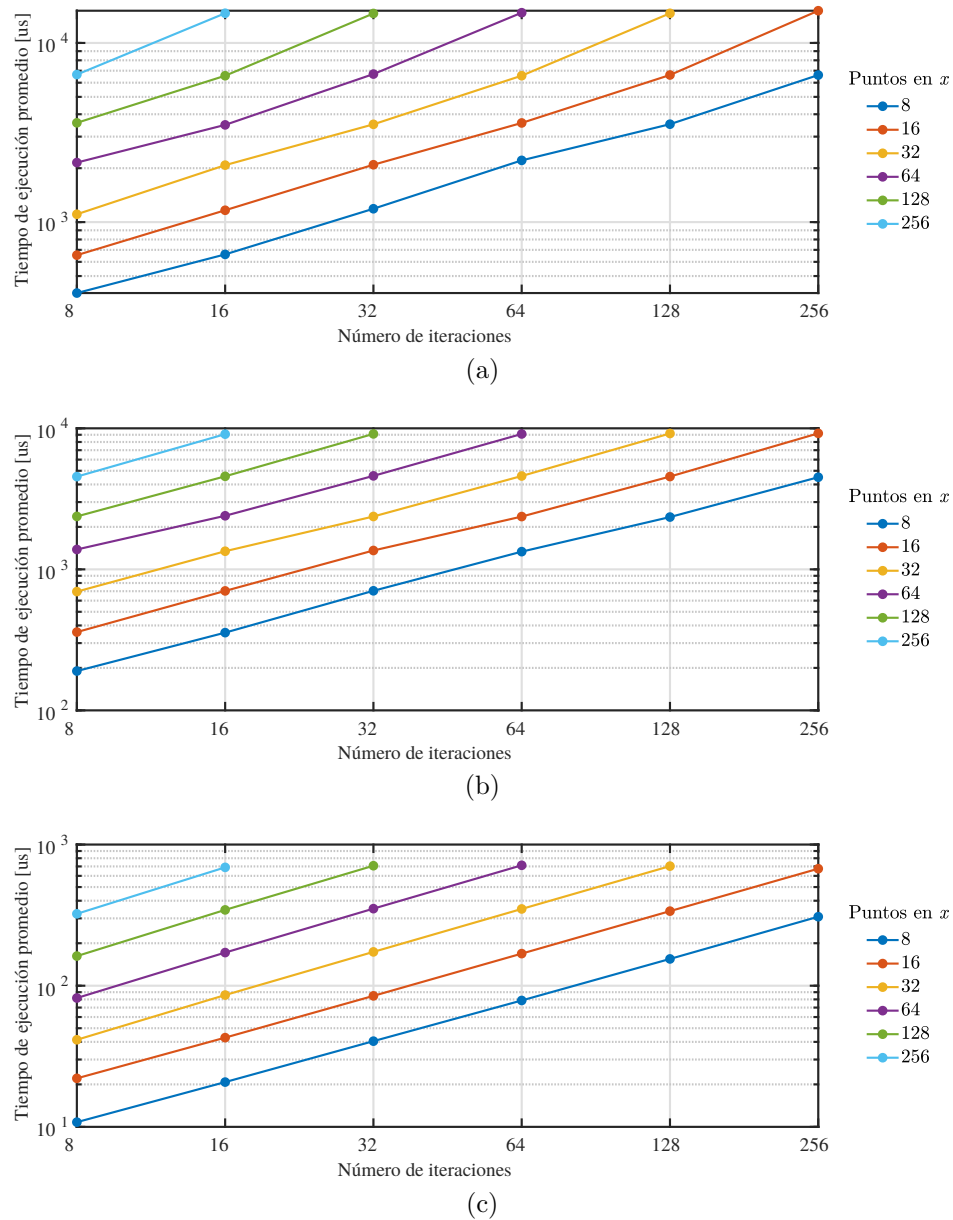 Tiempo de ejecución promedio [us]
10^4
10^3
8 16 32 64 128 256
Número de iteraciones
Puntos en x
8
16
32
64
128
256
(a)
Tiempo de ejecución promedio [us]
10^4
10^3
10^2
8 16 32 64 128 256
Número de iteraciones
Puntos en x
8
16
32
64
128
256
(b)
Tiempo de ejecución promedio [us]
10^3
10^2
10^1
8 16 32 64 128 256
Número de iteraciones
Puntos en x
8
16
32
64
128
256
(c)